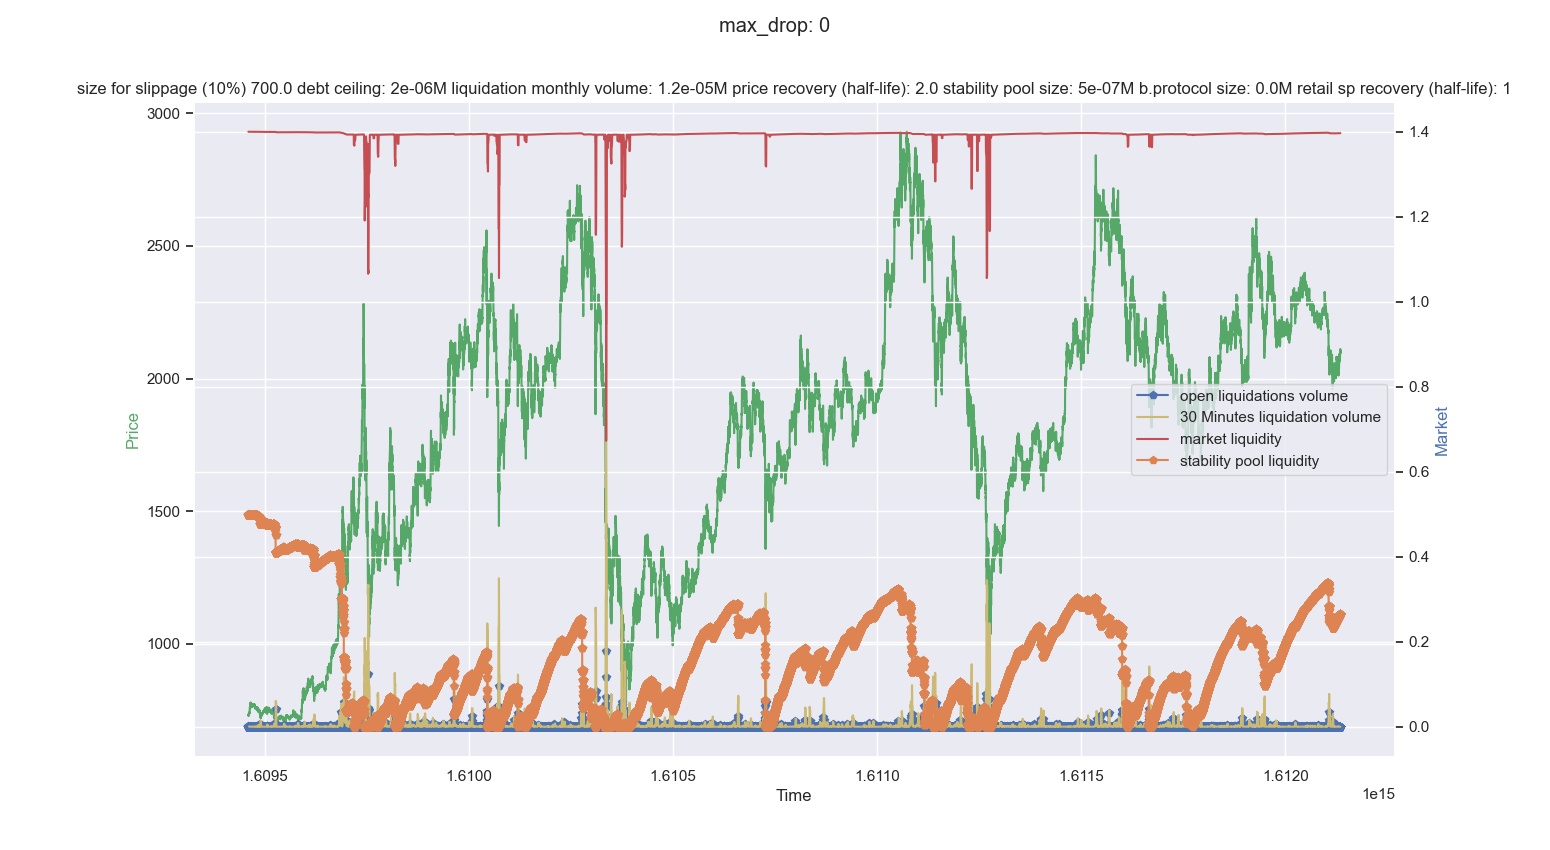 max_drop: 0
size for slippage (10%) 700.0 debt ceiling: 2e-06M liquidation monthly volume: 1.2e-05M price recovery (half-life): 2.0 stability pool size: 5e-07M b.protocol size: 0.0M retail sp recovery (half-life): 1
3000
2500
2000
1500
1000
Price
1.4
1.2
1.0
0.8
0.6
0.4
0.2
0.0
Market
open liquidations volume
30 Minutes liquidation volume
market liquidity
stability pool liquidity
1.6095
1.6100
1.6105
1.6110
1.6115
1.6120
1e15
Time